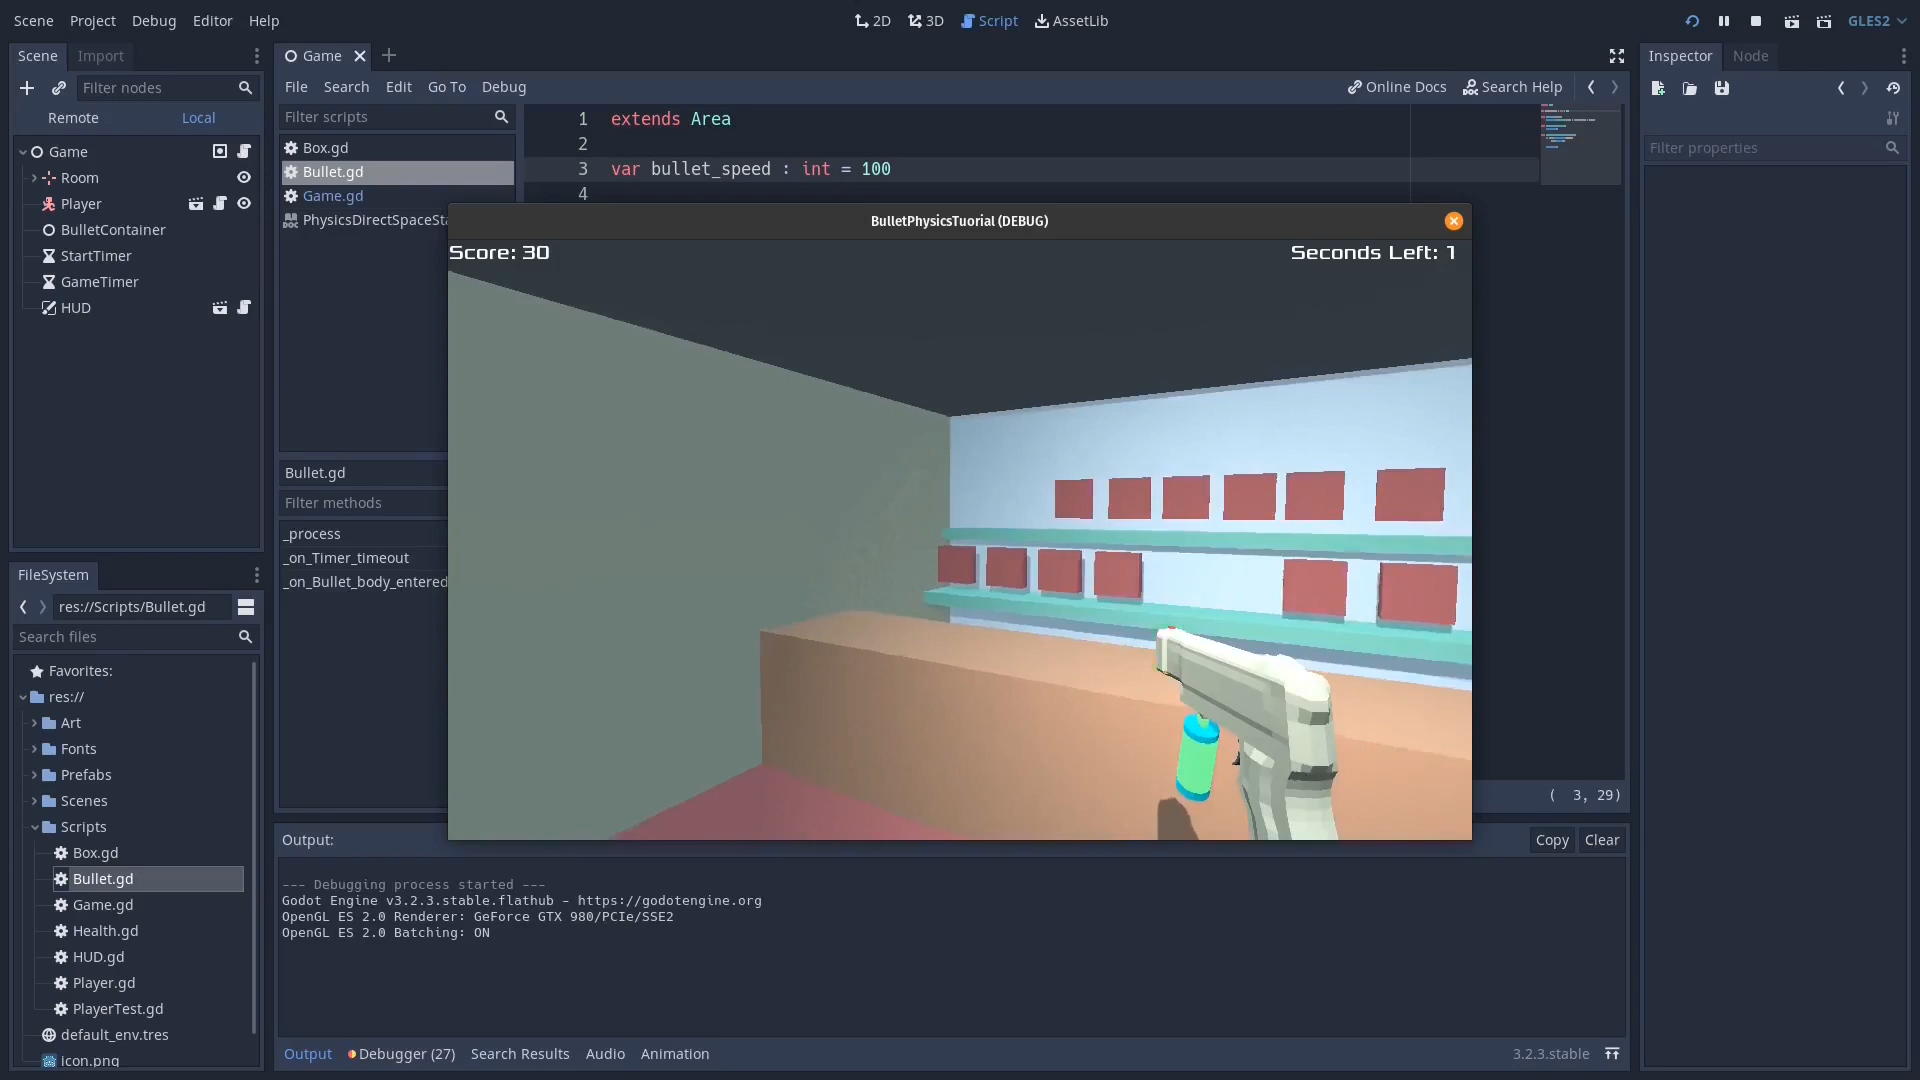 Scene Project Debug Editor Help
2D 3D Script AssetLib
GLES2
Scene Import
Filter nodes
Remote Local
Game
Room
Player
BulletContainer
StartTimer
GameTimer
HUD
FileSystem
res://Scripts/Bullet.gd
Search files
Favorites:
res://
Art
Fonts
Prefabs
Scenes
Scripts
Box.gd
Bullet.gd
Game.gd
Health.gd
HUD.gd
Player.gd
PlayerTest.gd
default_env.tres
icon.png
Game
File Search Edit Go To Debug
Online Docs Search Help
Filter scripts
Box.gd
Bullet.gd
Game.gd
PhysicsDirectSpaceSta
Bullet.gd
Filter methods
_process
_on_Timer_timeout
_on_Bullet_body_entered
1 extends Area
2
3 var bullet_speed : int = 100
4
( 3, 29)
BulletPhysicsTuorial (DEBUG)
Score: 30
Seconds Left: 1
Output:
Copy Clear
--- Debugging process started ---
Godot Engine v3.2.3.stable.flathub - https://godotengine.org
OpenGL ES 2.0 Renderer: GeForce GTX 980/PCIe/SSE2
OpenGL ES 2.0 Batching: ON
Output Debugger (27) Search Results Audio Animation
3.2.3.stable
Inspector Node
Filter properties